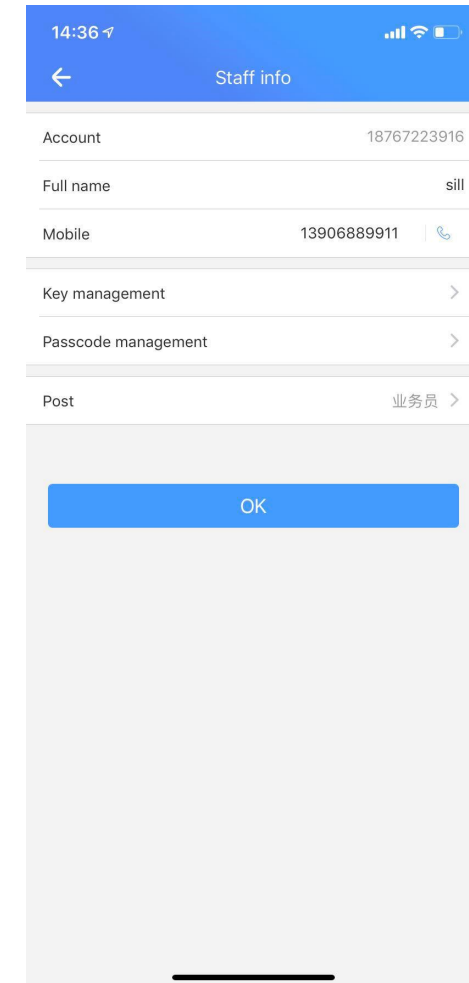 14:36
Staff info
Account 18767223916
Full name sill
Mobile 13906889911
Key management
Passcode management
Post 业务员
OK